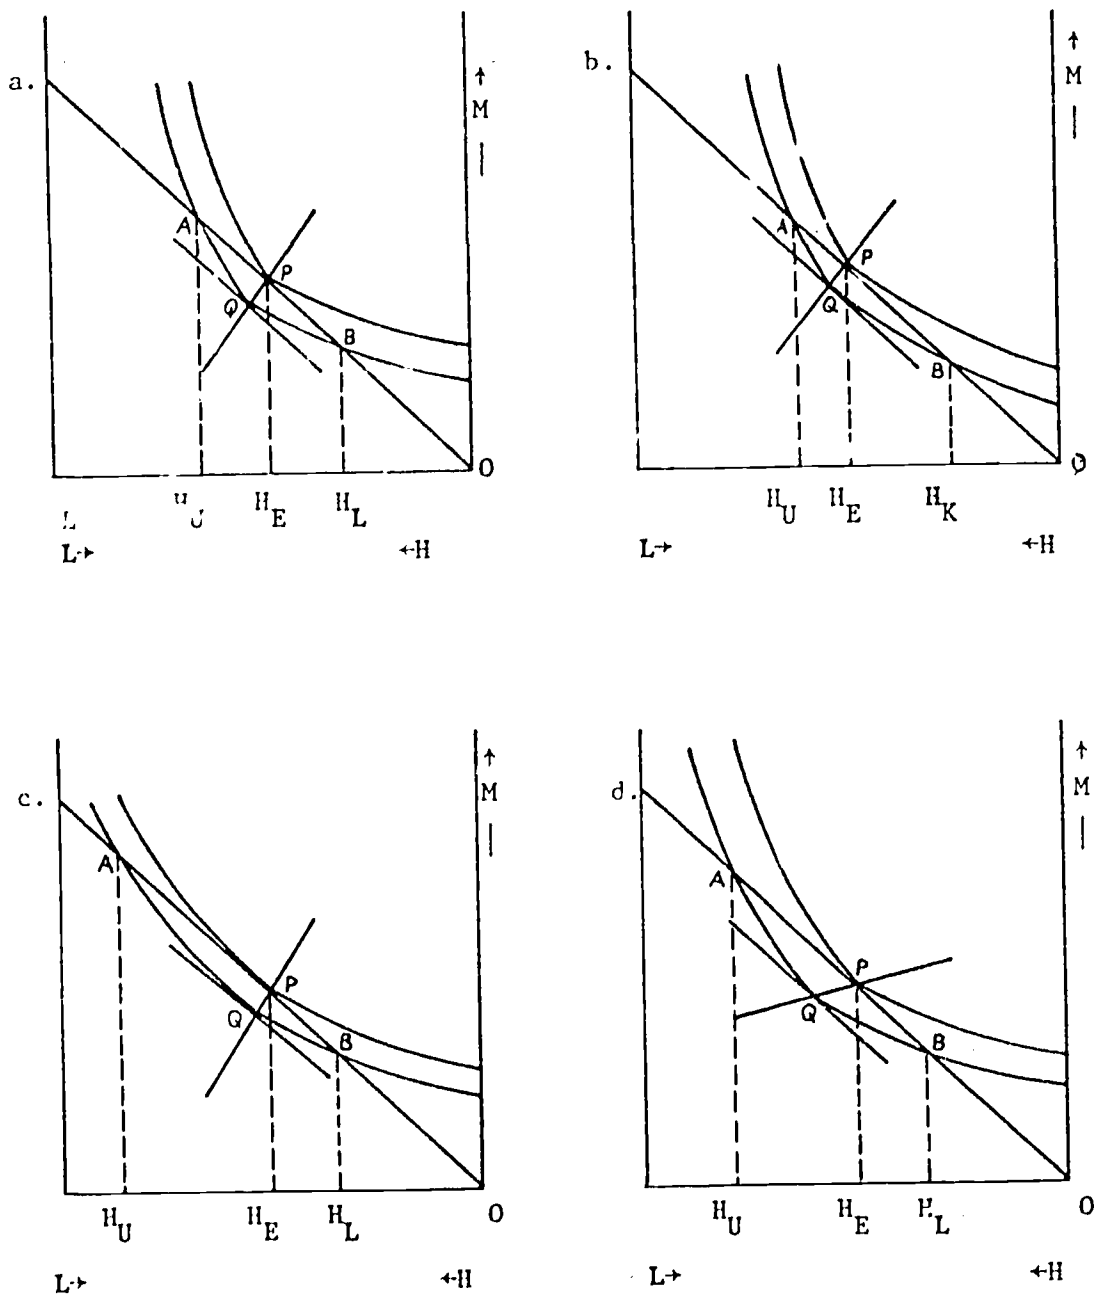 a.
↑
M
|
A
P
Q
B
O
H_E H_L
L→ ←H
b.
↑
M
|
A
P
Q
B
O
H_U H_E H_K
L→ ←H
c.
↑
M
|
A
P
Q
B
H_U H_E H_L O
L→ ←H
d.
↑
M
|
A
P
Q
B
H_U H_E H_L O
L→ ←H